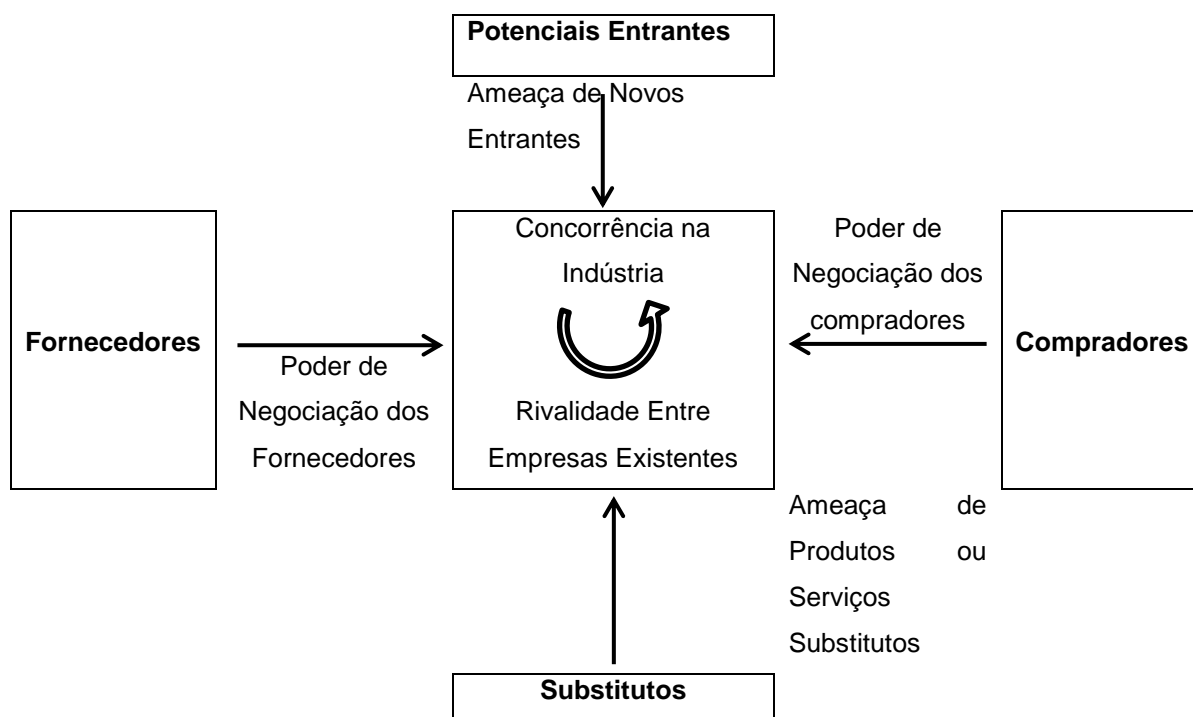 Potenciais Entrantes
Ameaça de Novos
Entrantes
Fornecedores
Poder de
Negociação dos
Fornecedores
Concorrência na
Indústria
Rivalidade Entre
Empresas Existentes
Poder de
Negociação dos
compradores
Compradores
Ameaça de
Produtos ou
Serviços
Substitutos
Substitutos